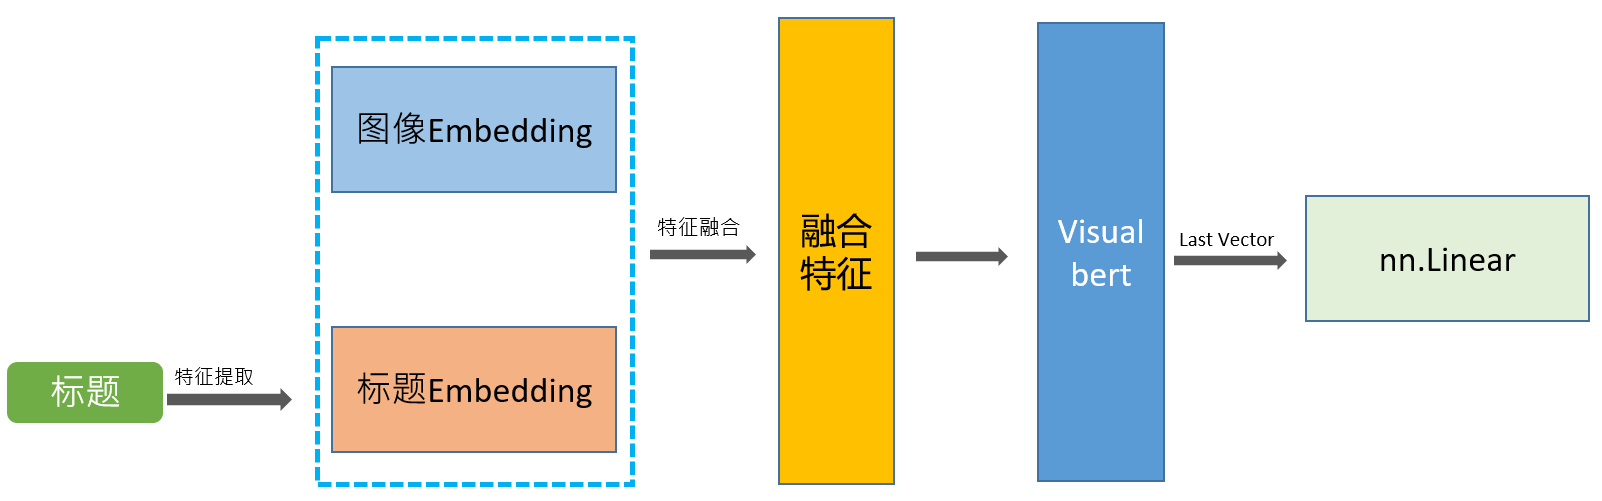 图像Embedding
标题
特征提取
标题Embedding
特征融合
融合
特征
Visual
bert
Last Vector
nn.Linear